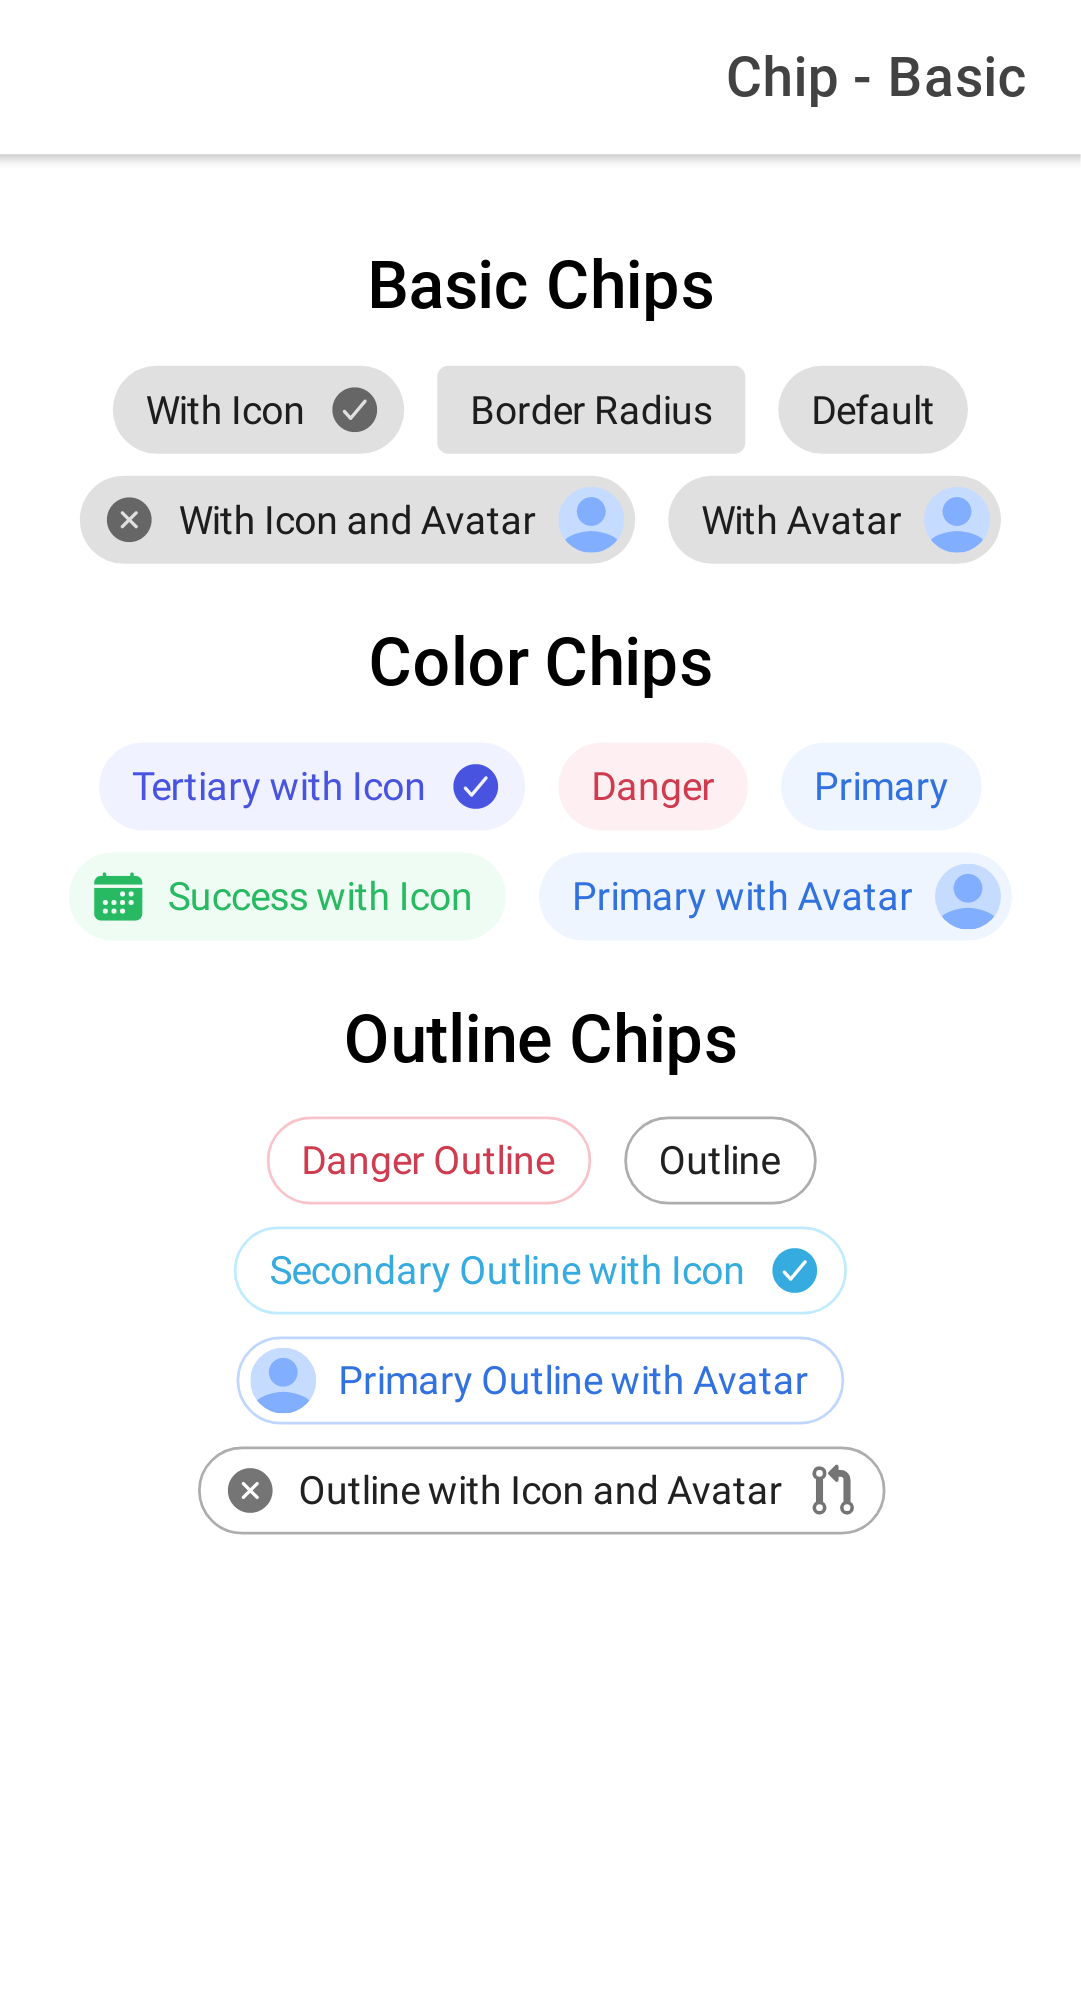 Chip - Basic
Basic Chips
With Icon Border Radius Default
With Icon and Avatar With Avatar
Color Chips
Tertiary with Icon Danger Primary
Success with Icon Primary with Avatar
Outline Chips
Danger Outline Outline
Secondary Outline with Icon
Primary Outline with Avatar
Outline with Icon and Avatar